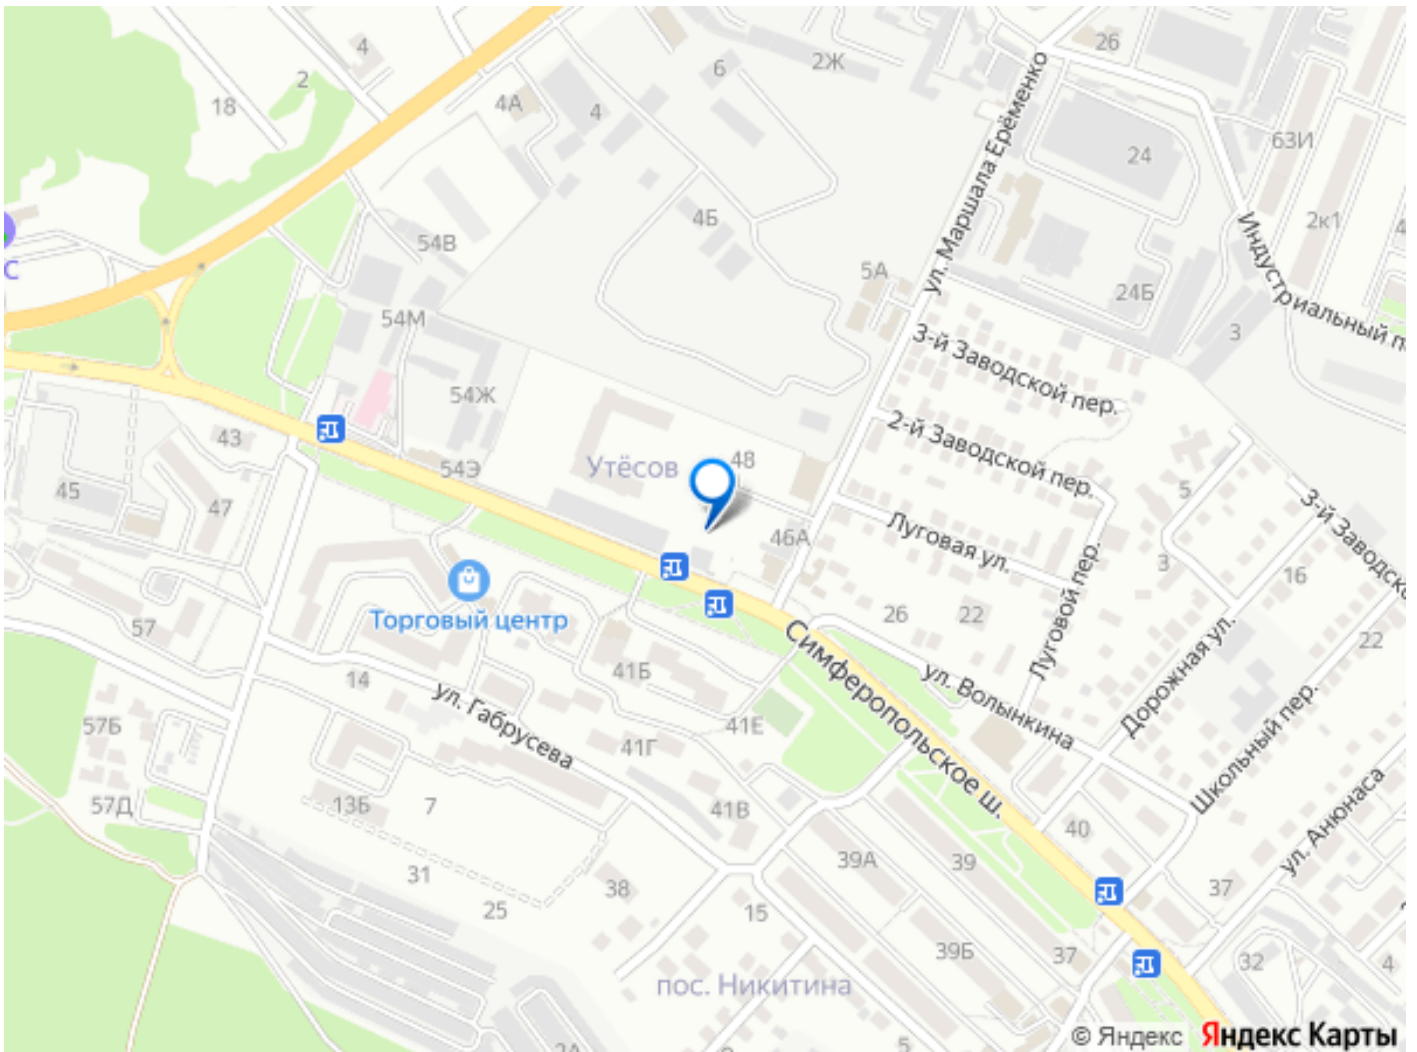 4
26
2Ж
6
2
18
4А
4
ул. Маршала Ерёменко
63И
24
4Б
2к1
4
54В
5А
Индустриальный п
С
24Б
54М
3
3-й Заводской пер.
54Ж
2-й Заводской пер.
43
48
54Э
Утёсов
45
5
3-й Заводско
47
46А
Луговая ул.
3
16
Луговой пер.
Торговый центр
57
26
22
Симферопольское ш.
Дорожная ул.
22
41Б
14
ул. Волынкина
ул. Габрусева
57Б
41Е
41Г
Школьный пер.
57Д
13Б
7
41В
ул. Анюнаса
40
39А
39
31
38
37
25
15
39Б
37
32
4
пос. Никитина
5
2А
© Яндекс Яндекс Карты